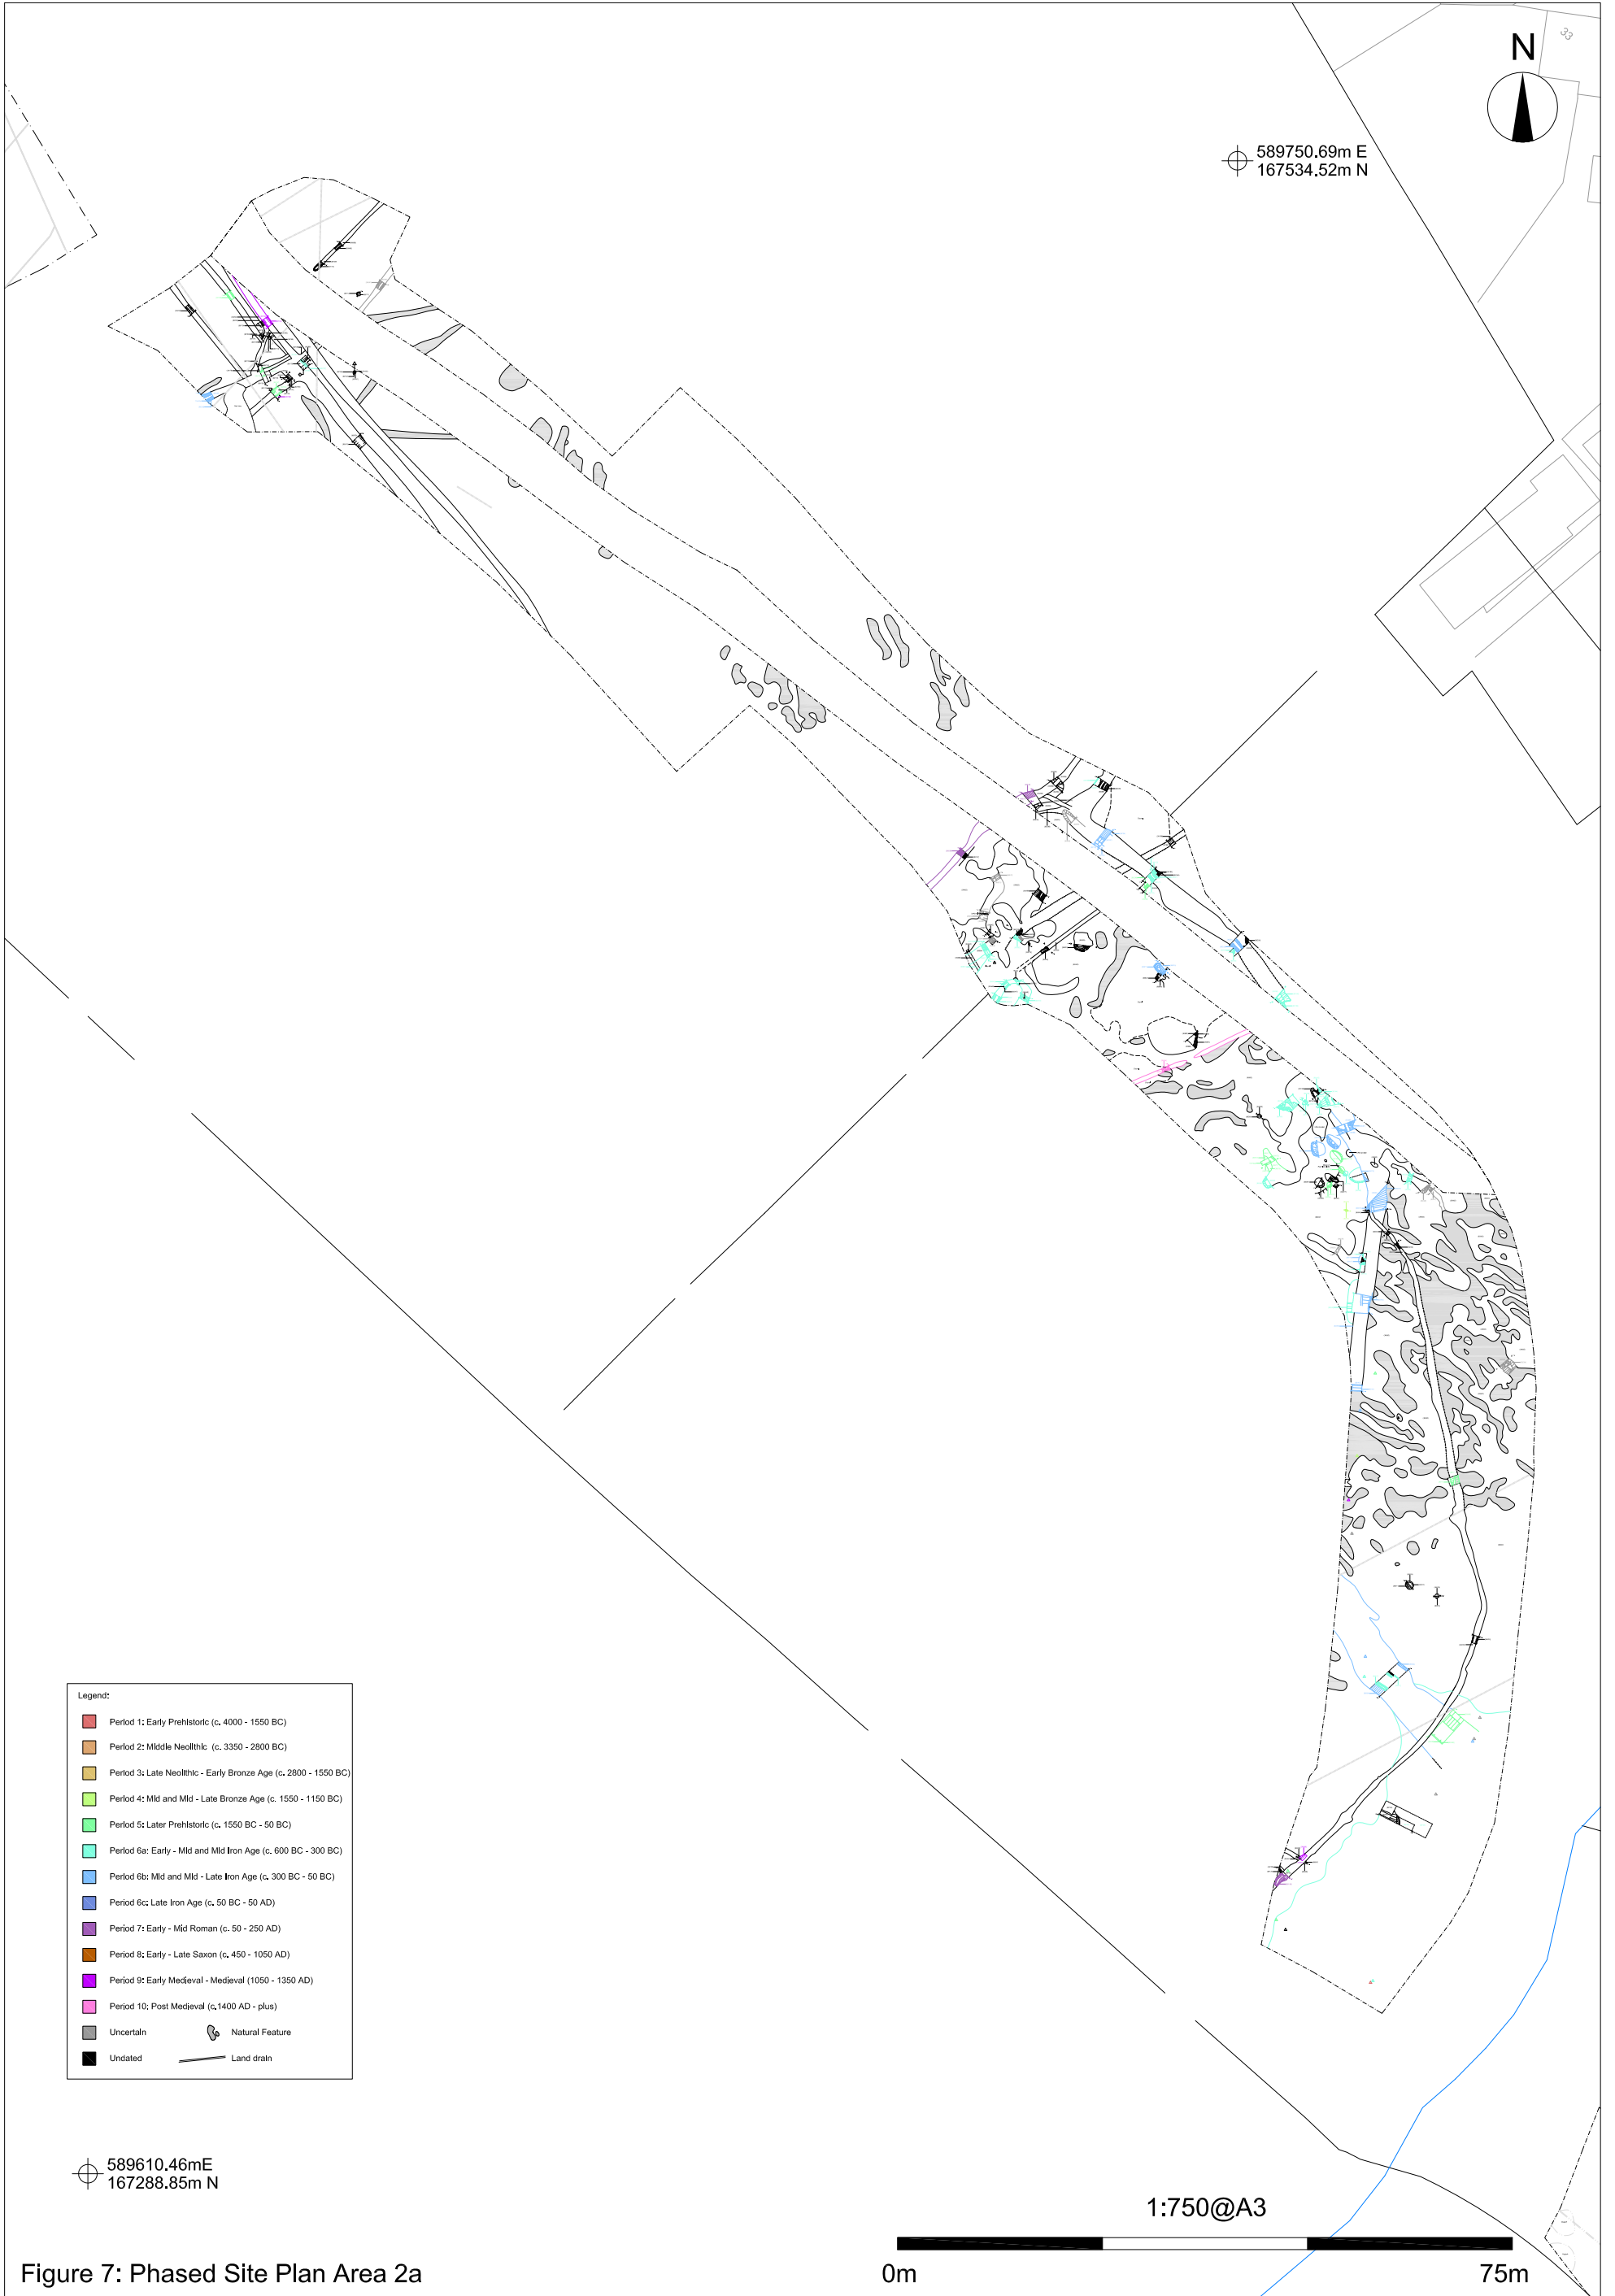 33
N
589750.69m E
167534.52m N
Legend:
Period 1: Early Prehistoric (c. 4000 - 1550 BC)
Period 2: Middle Neolithic (c. 3350 - 2800 BC)
Period 3: Late Neolithic - Early Bronze Age (c. 2800 - 1550 BC)
Period 4: Mid and Mid - Late Bronze Age (c. 1550 - 1150 BC)
Period 5: Later Prehistoric (c. 1550 BC - 50 BC)
Period 6a: Early - Mid and Mid Iron Age (c. 600 BC - 300 BC)
Period 6b: Mid and Mid - Late Iron Age (c. 300 BC - 50 BC)
Period 6c: Late Iron Age (c. 50 BC - 50 AD)
Period 7: Early - Mid Roman (c. 50 - 250 AD)
Period 8: Early - Late Saxon (c. 450 - 1050 AD)
Period 9: Early Medieval - Medieval (1050 - 1350 AD)
Period 10: Post Medieval (c.1400 AD - plus)
Uncertain
Natural Feature
Undated
Land drain
589610.46mE
167288.85m N
1:750@A3
0m
75m
Figure 7: Phased Site Plan Area 2a